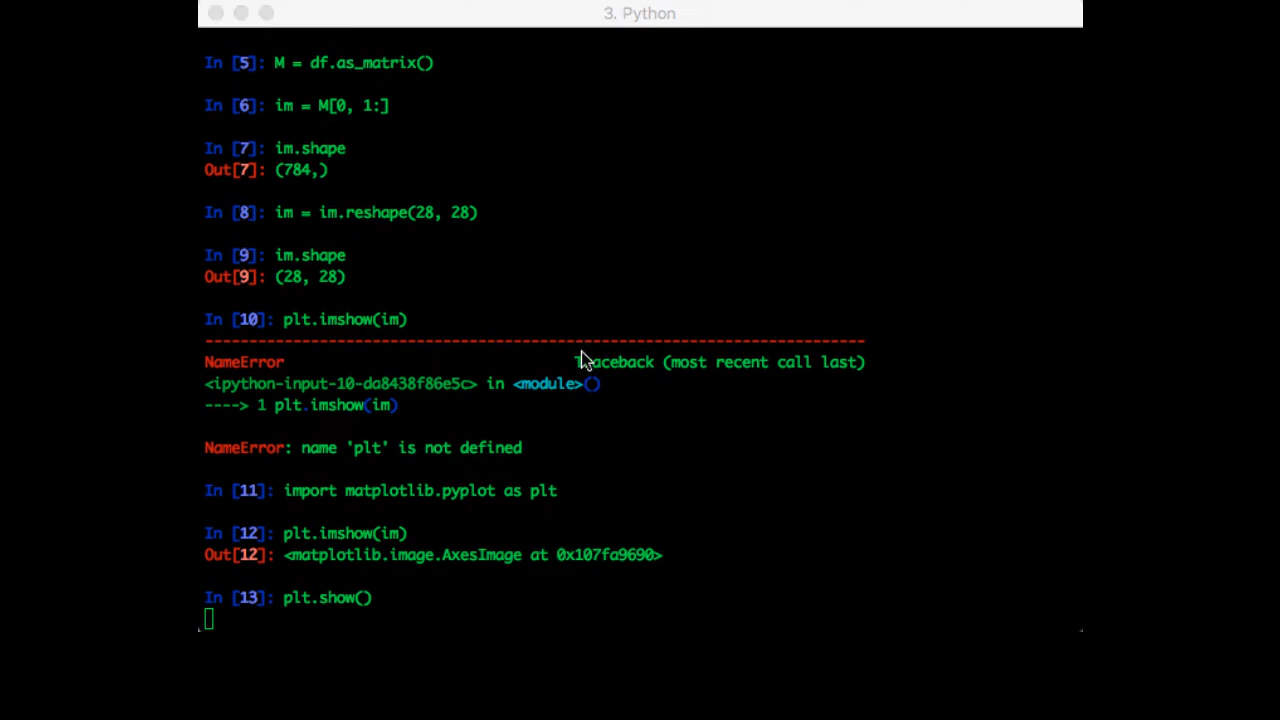 3. Python
In [5]: M = df.as_matrix()
In [6]: im = M[0, 1:]
In [7]: im.shape
Out[7]: (784,)
In [8]: im = im.reshape(28, 28)
In [9]: im.shape
Out[9]: (28, 28)
In [10]: plt.imshow(im)
---------------------------------------------------------------------------
NameError                                 Traceback (most recent call last)
<ipython-input-10-da8438f86e5c> in <module>()
----> 1 plt.imshow(im)
NameError: name 'plt' is not defined
In [11]: import matplotlib.pyplot as plt
In [12]: plt.imshow(im)
Out[12]: <matplotlib.image.AxesImage at 0x107fa9690>
In [13]: plt.show()